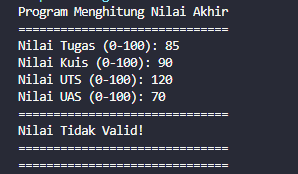 Program Menghitung Nilai Akhir
==============================
Nilai Tugas (0-100): 85
Nilai Kuis (0-100): 90
Nilai UTS (0-100): 120
Nilai UAS (0-100): 70
==============================
Nilai Tidak Valid!
==============================
==============================